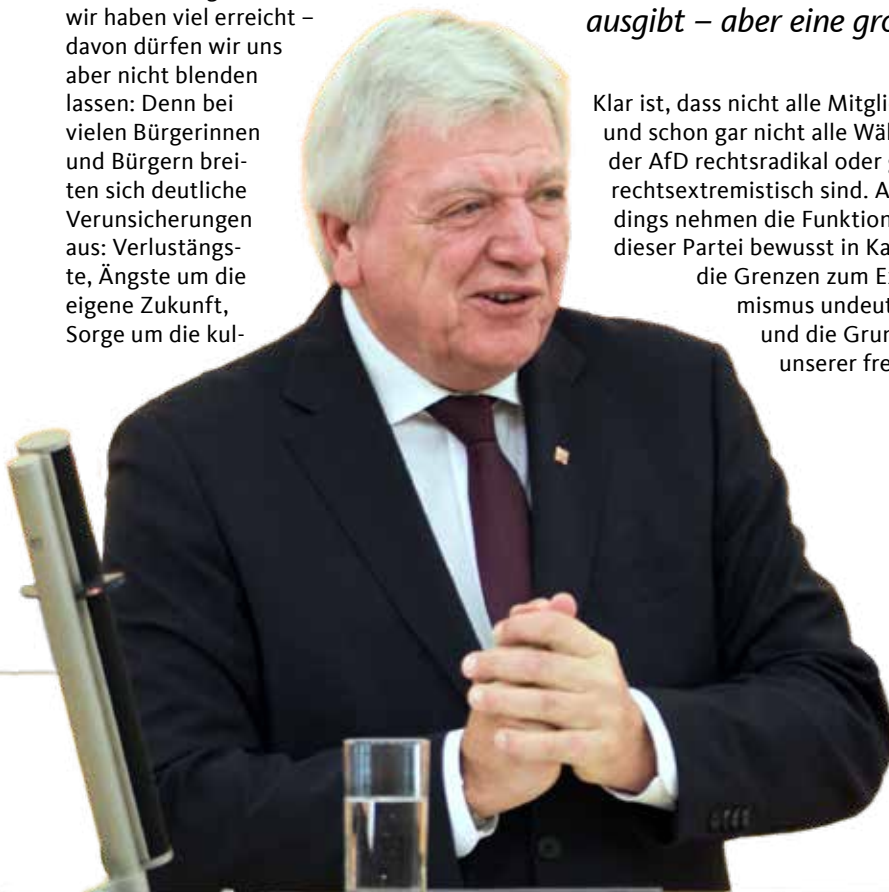 wir haben viel erreicht –
davon dürfen wir uns
aber nicht blenden
lassen: Denn bei
vielen Bürgerinnen
und Bürgern brei-
ten sich deutliche
Verunsicherungen
aus: Verlustängs-
te, Ängste um die
eigene Zukunft,
Sorge um die kul-
ausgibt – aber eine gro
Klar ist, dass nicht alle Mitgli
und schon gar nicht alle Wäl
der AfD rechtsradikal oder g
rechtsextremistisch sind. A
dings nehmen die Funktion
dieser Partei bewusst in Ka
die Grenzen zum E
mismus undeut
und die Grun
unserer fre